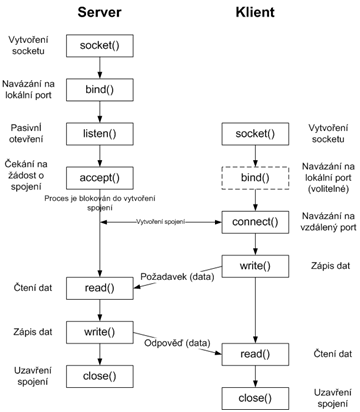 Server
Klient
Vytvoření
socketu
socket()
Navázání na
lokální port
bind()
Pasivní
otevření
listen()
socket()
Vytvoření
socketu
Čekání na
žádost o
spojení
accept()
bind()
Navázání na
lokální port
(volitelné)
Proces je blokován do vytvoření
spojení
Vytvoření spojení
connect()
Navázání na
vzdálený port
write()
Zápis dat
Požadavek (data)
Čtení dat
read()
Zápis dat
write()
Odpověď (data)
read()
Čtení dat
Uzavření
spojení
close()
close()
Uzavření
spojení